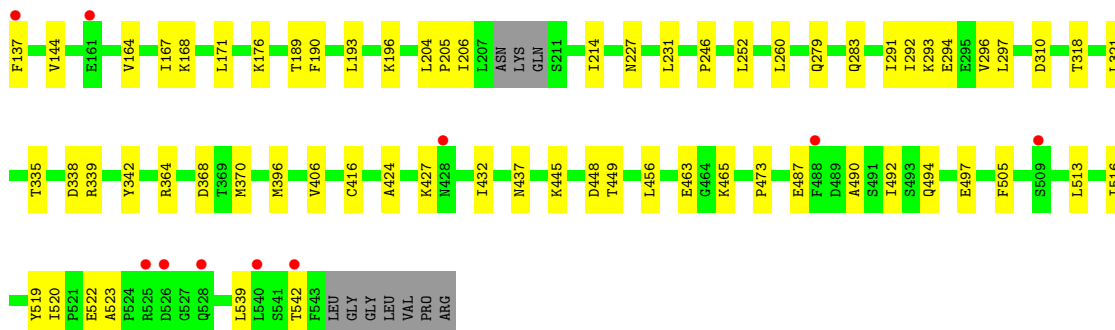 F137 V144 E161 V164 I167 K168 L171 K176 T189 F190 L193 K196 L204 P205 I206 L207 ASN LYS GLN S211 I214 N227 L231 P246 L252 L260 Q279 Q283 I291 I292 K293 E294 E295 V296 L297 D310 T318 L321
T335 D338 R339 Y342 R364 D368 T369 M370 M396 V406 C416 A424 K427 N428 I432 N437 K445 D448 T449 L456 E463 G464 K465 P473 E487 F488 D489 A490 S491 I492 S493 Q494 E497 F505 S509 L513 I516
Y519 I520 P521 E522 A523 P524 R525 D526 G527 Q528 L539 L540 S541 T542 F543 LEU GLY GLY LEU VAL PRO ARG